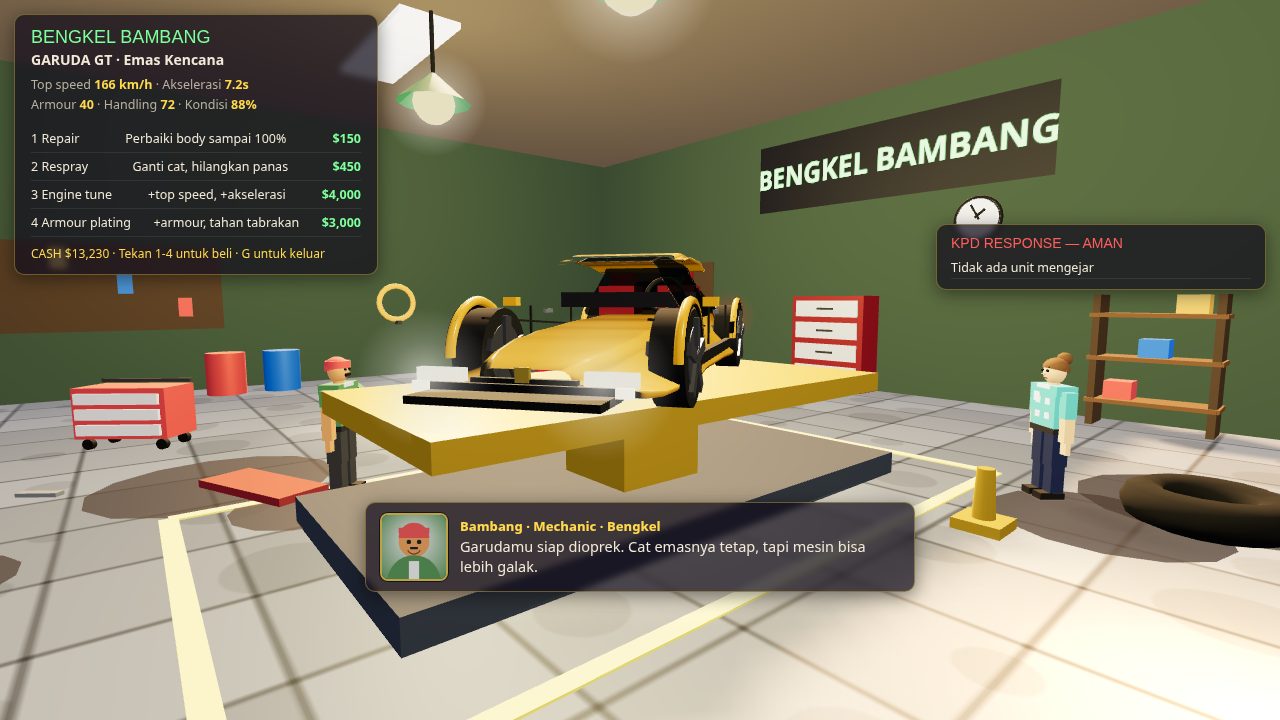 BENGKEL BAMBANG
GARUDA GT · Emas Kencana
Top speed 166 km/h · Akselerasi 7.2s
Armour 40 · Handling 72 · Kondisi 88%
1 Repair Perbaiki body sampai 100% $150
2 Respray Ganti cat, hilangkan panas $450
3 Engine tune +top speed, +akselerasi $4,000
4 Armour plating +armour, tahan tabrakan $3,000
CASH $13,230 · Tekan 1-4 untuk beli · G untuk keluar
BENGKEL BAMBANG
KPD RESPONSE — AMAN
Tidak ada unit mengejar
Bambang · Mechanic · Bengkel
Garudamu siap dioprek. Cat emasnya tetap, tapi mesin bisa
lebih galak.